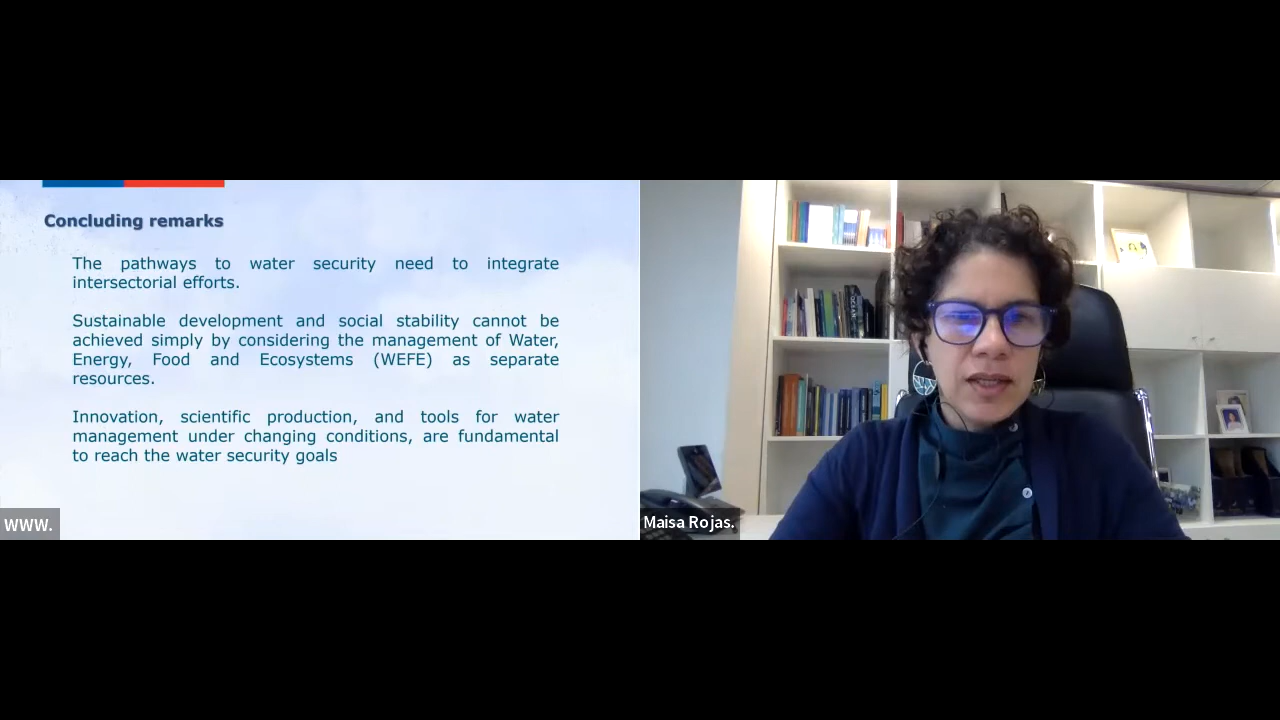 Concluding remarks
The pathways to water security need to integrate
intersectorial efforts.
Sustainable development and social stability cannot be
achieved simply by considering the management of Water,
Energy, Food and Ecosystems (WEFE) as separate
resources.
Innovation, scientific production, and tools for water
management under changing conditions, are fundamental
to reach the water security goals
www.
Maisa Rojas.